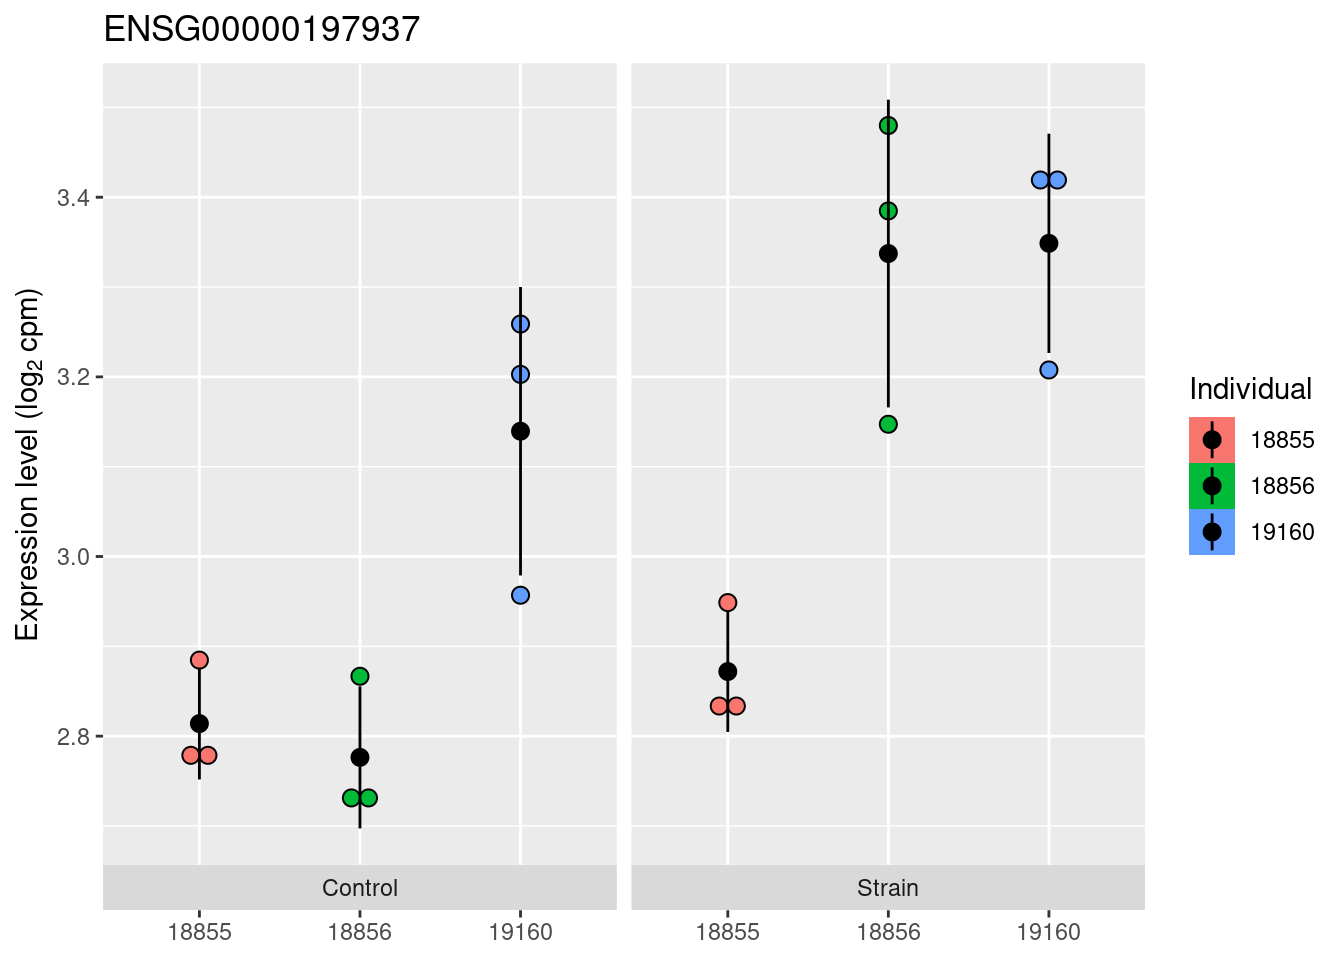 ENSG00000197937
Expression level (log2 cpm)
3.4
3.2
3.0
2.8
Control
Strain
18855
18856
19160
18855
18856
19160
Individual
18855
18856
19160